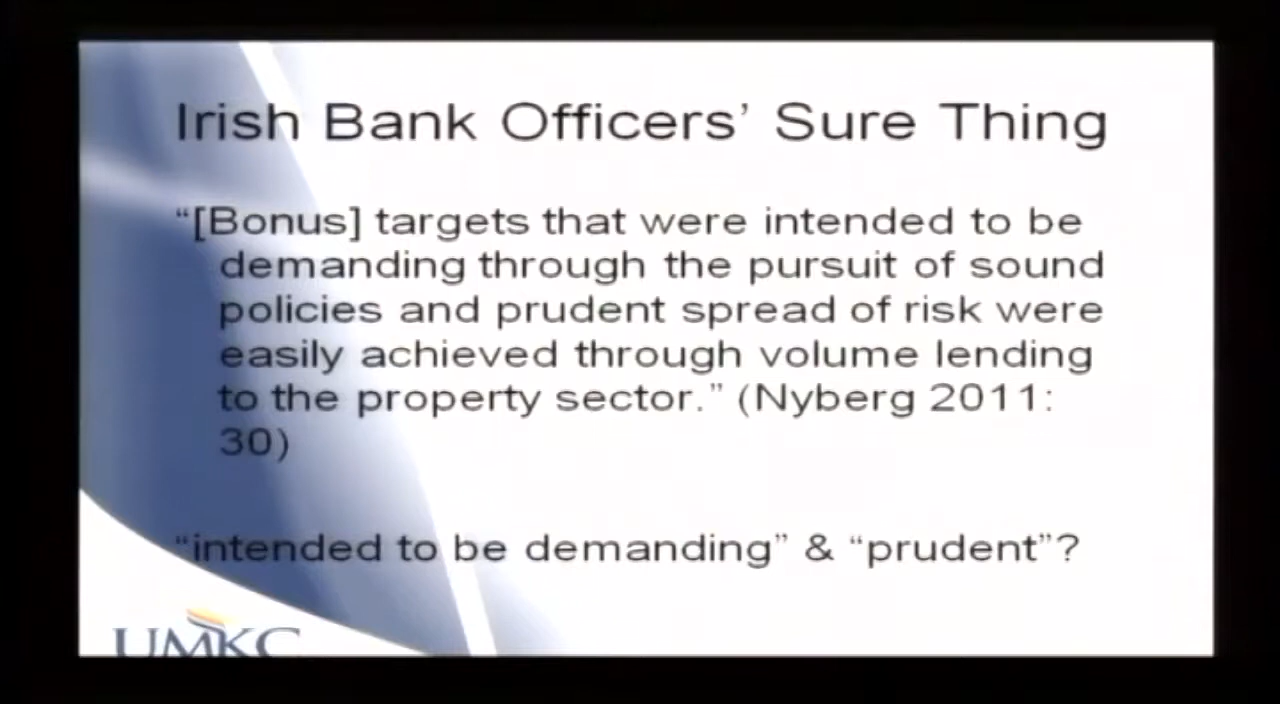 Irish Bank Officers’ Sure Thing
“[Bonus] targets that were intended to be
demanding through the pursuit of sound
policies and prudent spread of risk were
easily achieved through volume lending
to the property sector.” (Nyberg 2011:
30)
“intended to be demanding” & “prudent”?
UMKC